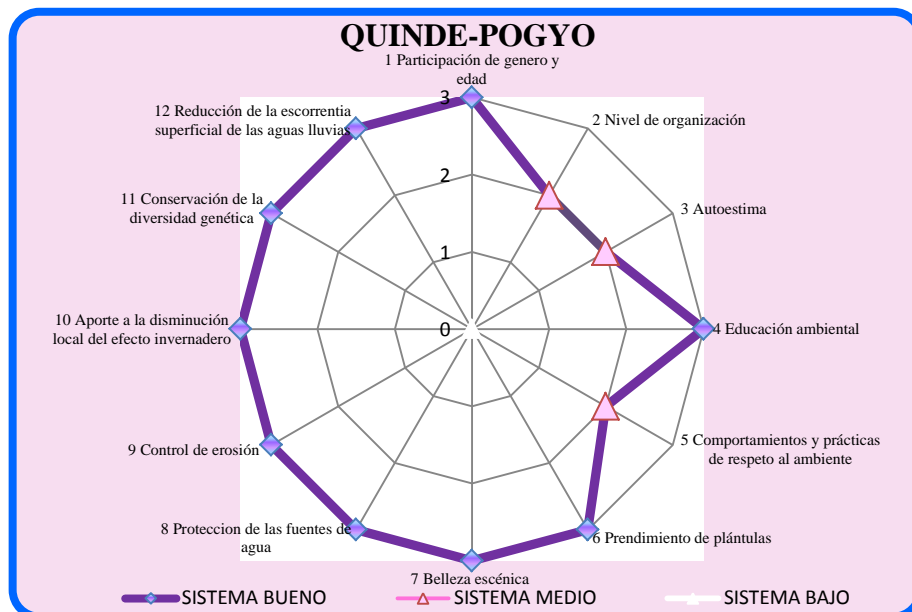 QUINDE-POGYO
1 Participación de genero y
edad
3
12 Reducción de la escorrentia
superficial de las aguas lluvias
2 Nivel de organización
11 Conservación de la
diversidad genética
2
3 Autoestima
1
10 Aporte a la disminución
local del efecto invernadero
0
4 Educación ambiental
9 Control de erosión
5 Comportamientos y prácticas
de respeto al ambiente
8 Proteccion de las fuentes de
agua
6 Prendimiento de plántulas
7 Belleza escénica
SISTEMA BUENO
SISTEMA MEDIO
SISTEMA BAJO